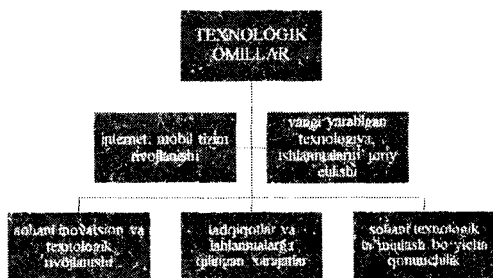 TEXNOLOGIK
OMILLAR
internet, mobil tizim
rivojlanishi
yangi yaratilgan
texnologiya,
ishlanmalarni joriy
etilishi
sohani inovatsion va
texnologik
rivojlanishi
tadqiqotlar va
ishlanmalarga
qilingan xarajatlar
sohani texnologik
ta'minlash bo'yicha
qonunchilik